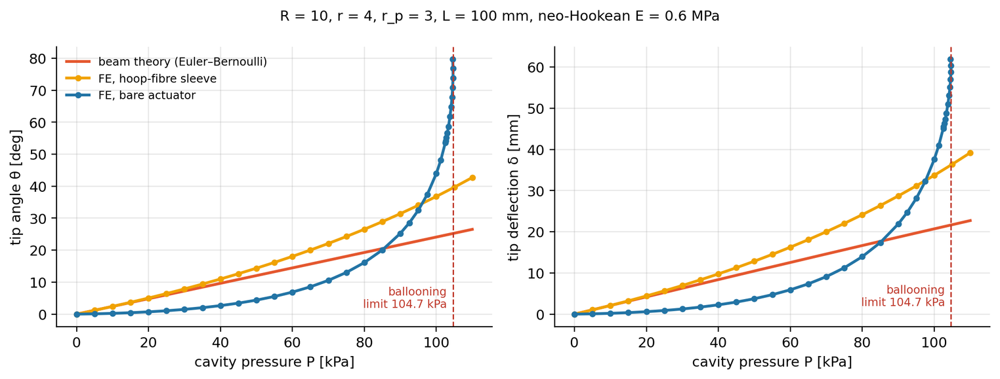 R = 10, r = 4, r_p = 3, L = 100 mm, neo-Hookean E = 0.6 MPa
beam theory (Euler–Bernoulli)
FE, hoop-fibre sleeve
FE, bare actuator
tip angle θ [deg]
80
70
60
50
40
30
20
10
0
ballooning
limit 104.7 kPa
0 20 40 60 80 100
cavity pressure P [kPa]
tip deflection δ [mm]
60
50
40
30
20
10
0
ballooning
limit 104.7 kPa
0 20 40 60 80 100
cavity pressure P [kPa]